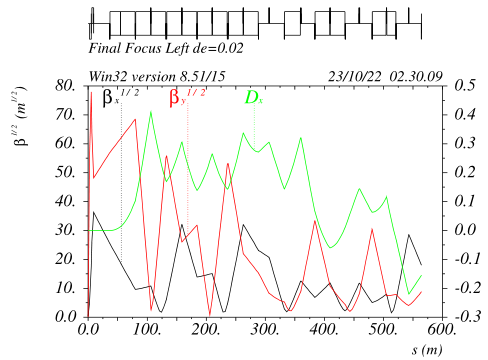 Final Focus Left de=0.02
Win32 version 8.51/15 23/10/22 02.30.09
β x 1/2 β y 1/2 D x
β 1/2 (m 1/2)
80. 0.5
70. 0.4
60. 0.3
50. 0.2
40. 0.1
30. 0.0
20. -0.1
10. -0.2
0.0 -0.3
0.0 100. 200. 300. 400. 500. 600.
s (m)